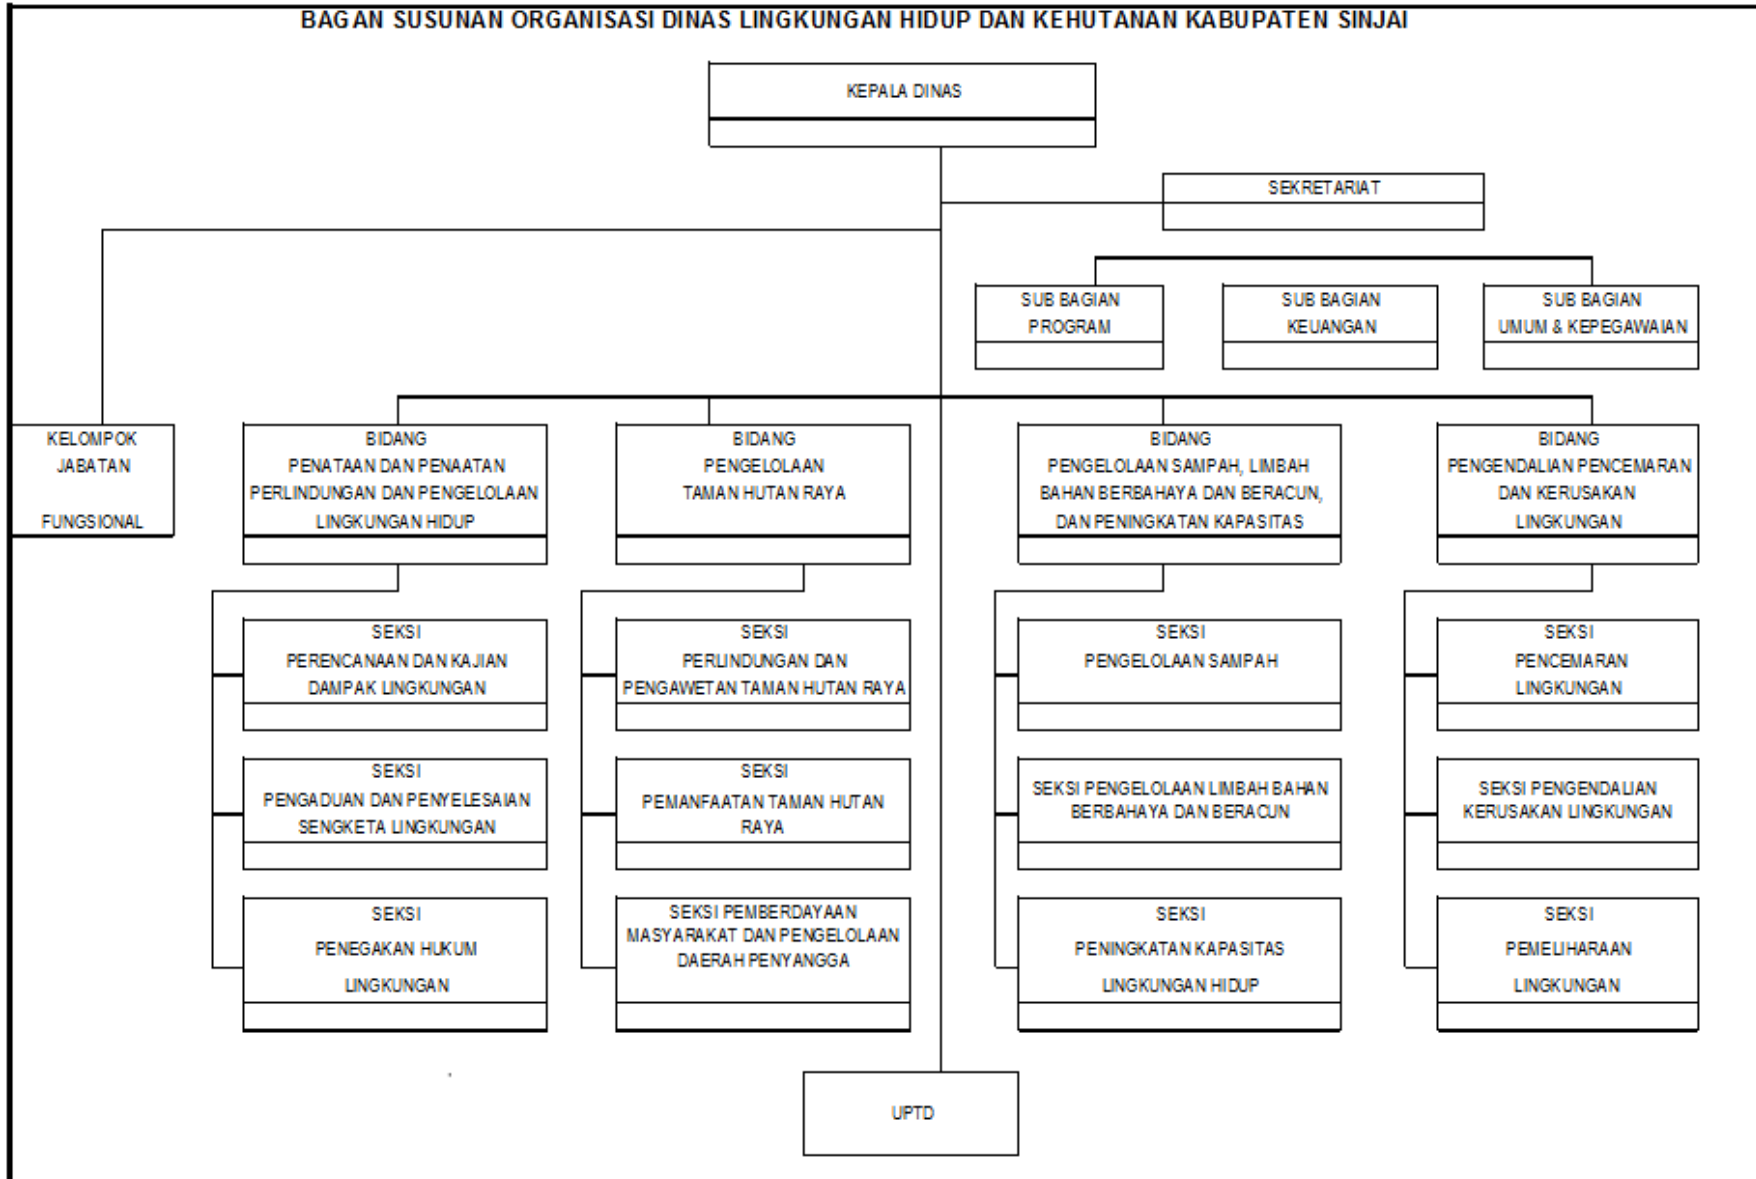 BAGAN SUSUNAN ORGANISASI DINAS LINGKUNGAN HIDUP DAN KEHUTANAN KABUPATEN SINJAI
KEPALA DINAS
SEKRETARIAT
SUB BAGIAN
PROGRAM
SUB BAGIAN
KEUANGAN
SUB BAGIAN
UMUM & KEPEGAWAIAN
KELOMPOK
JABATAN
FUNGSIONAL
BIDANG
PENATAAN DAN PENAATAN
PERLINDUNGAN DAN PENGELOLAAN
LINGKUNGAN HIDUP
BIDANG
PENGELOLAAN
TAMAN HUTAN RAYA
BIDANG
PENGELOLAAN SAMPAH, LIMBAH
BAHAN BERBAHAYA DAN BERACUN,
DAN PENINGKATAN KAPASITAS
BIDANG
PENGENDALIAN PENCEMARAN
DAN KERUSAKAN
LINGKUNGAN
SEKSI
PERENCANAAN DAN KAJIAN
DAMPAK LINGKUNGAN
SEKSI
PERLINDUNGAN DAN
PENGAWETAN TAMAN HUTAN RAYA
SEKSI
PENGELOLAAN SAMPAH
SEKSI
PENCEMARAN
LINGKUNGAN
SEKSI
PENGADUAN DAN PENYELESAIAN
SENGKETA LINGKUNGAN
SEKSI
PEMANFAATAN TAMAN HUTAN
RAYA
SEKSI PENGELOLAAN LIMBAH BAHAN
BERBAHAYA DAN BERACUN
SEKSI PENGENDALIAN
KERUSAKAN LINGKUNGAN
SEKSI
PENEGAKAN HUKUM
LINGKUNGAN
SEKSI PEMBERDAYAAN
MASYARAKAT DAN PENGELOLAAN
DAERAH PENYANGGA
SEKSI
PENINGKATAN KAPASITAS
LINGKUNGAN HIDUP
SEKSI
PEMELIHARAAN
LINGKUNGAN
UPTD